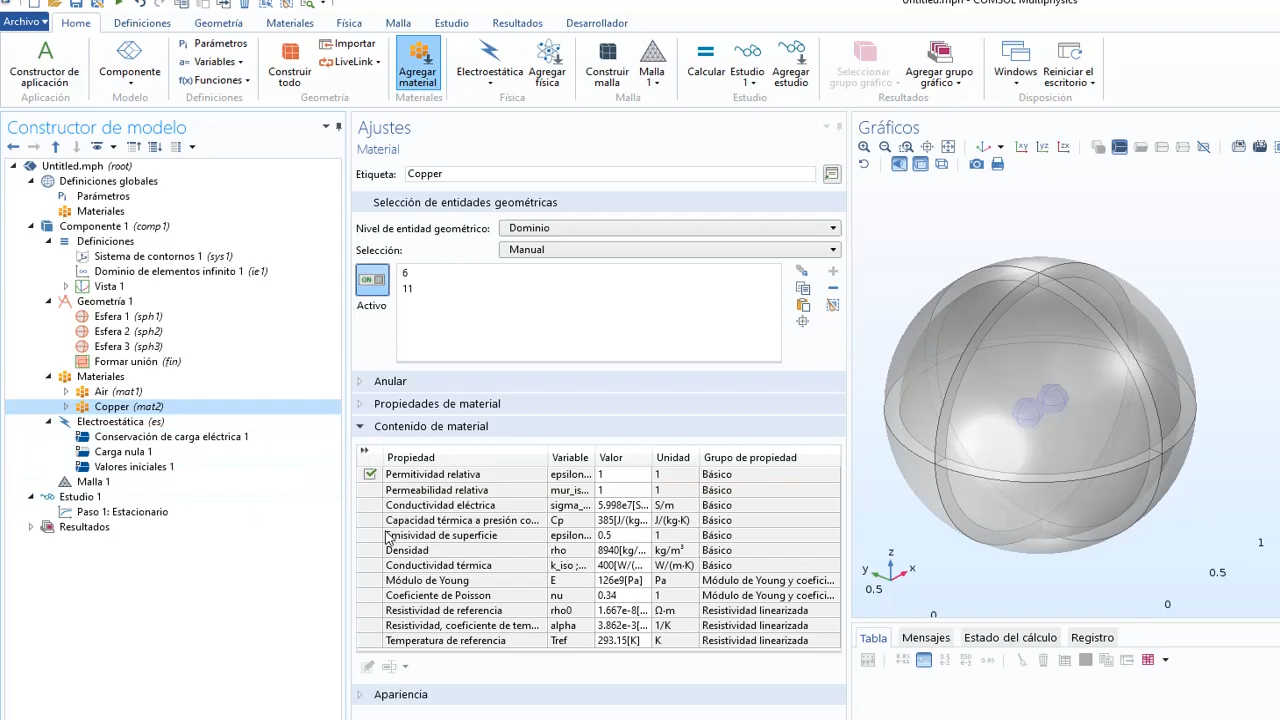 Untitled.mph - COMSOL Multiphysics
Archivo Home Definiciones Geometría Materiales Física Malla Estudio Resultados Desarrollador
Constructor de aplicación
Aplicación
Componente 1
Modelo
Pi Parámetros
a= Variables
f(x) Funciones
Definiciones
Construir todo
Importar
LiveLink
Geometría
Agregar material
Materiales
Electroestática
Agregar física
Física
Construir malla
Malla 1
Malla
Calcular
Estudio 1
Agregar estudio
Estudio
Seleccionar grupo gráfico
Agregar grupo gráfico
Resultados
Windows
Reiniciar el escritorio
Disposición
Constructor de modelo
Untitled.mph (root)
Definiciones globales
Pi Parámetros
Materiales
Componente 1 (comp1)
Definiciones
Sistema de contornos 1 (sys1)
Dominio de elementos infinito 1 (ie1)
Vista 1
Geometría 1
Esfera 1 (sph1)
Esfera 2 (sph2)
Esfera 3 (sph3)
Formar unión (fin)
Materiales
Air (mat1)
Copper (mat2)
Electroestática (es)
Conservación de carga eléctrica 1
Carga nula 1
Valores iniciales 1
Malla 1
Estudio 1
Paso 1: Estacionario
Resultados
Ajustes
Material
Etiqueta: Copper
Selección de entidades geométricas
Nivel de entidad geométrico: Dominio
Selección: Manual
ON
Activo
6
11
Anular
Propiedades de material
Contenido de material
Propiedad Variable Valor Unidad Grupo de propiedad
Permitividad relativa epsilon... 1 1 Básico
Permeabilidad relativa mur_is... 1 1 Básico
Conductividad eléctrica sigma_... 5.998e7[S... S/m Básico
Capacidad térmica a presión co... Cp 385[J/(kg... J/(kg·K) Básico
Emisividad de superficie epsilon... 0.5 1 Básico
Densidad rho 8940[kg/... kg/m³ Básico
Conductividad térmica k_iso ;... 400[W/(... W/(m·K) Básico
Módulo de Young E 126e9[Pa] Pa Módulo de Young y coefici...
Coeficiente de Poisson nu 0.34 1 Módulo de Young y coefici...
Resistividad de referencia rho0 1.667e-8[... Ω·m Resistividad linearizada
Resistividad, coeficiente de tem... alpha 3.862e-3[... 1/K Resistividad linearizada
Temperatura de referencia Tref 293.15[K] K Resistividad linearizada
Apariencia
Gráficos
xy yz zx
z
y x
0.5
0
0
0.5
1
Tabla Mensajes Estado del cálculo Registro